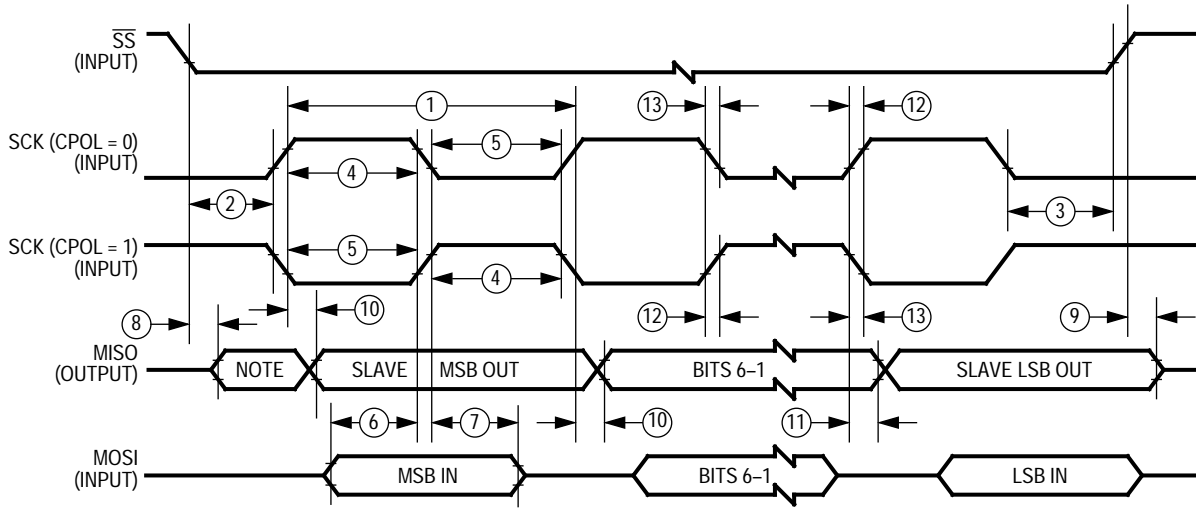 SS
(INPUT)
1
13
12
SCK (CPOL = 0)
(INPUT)
5
4
2
3
SCK (CPOL = 1)
(INPUT)
5
4
8
10
12
13
9
MISO
(OUTPUT)
NOTE
SLAVE
MSB OUT
BITS 6–1
SLAVE LSB OUT
6
7
10
11
MOSI
(INPUT)
MSB IN
BITS 6–1
LSB IN